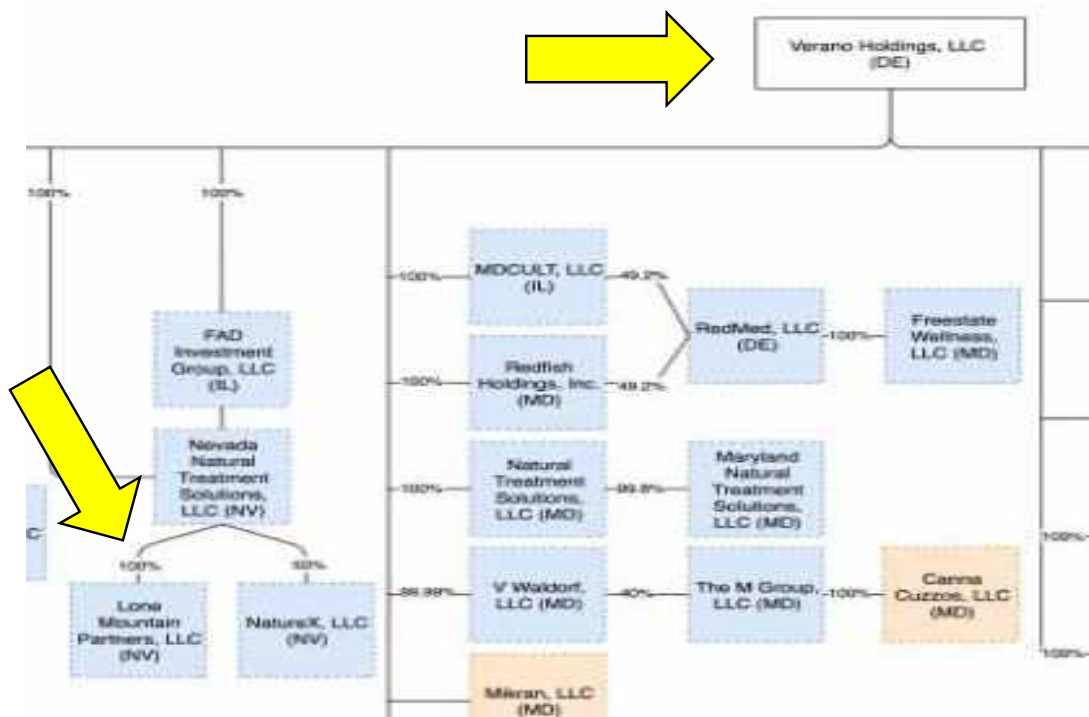 Verano Holdings, LLC
(DE)
100%
100%
MDCULT, LLC
(IL)
100%
49.2%
FAD
Investment
Group, LLC
(IL)
RedMed, LLC
(DE)
100%
Freestate
Wellness,
LLC (MD)
Redfish
Holdings, Inc.
(MD)
100%
49.2%
Nevada
Natural
Treatment
Solutions,
LLC (NV)
100%
Natural
Treatment
Solutions,
LLC (MD)
99.8%
Maryland
Natural
Treatment
Solutions,
LLC (MD)
100%
50%
Lone
Mountain
Partners, LLC
(NV)
NatureX, LLC
(NV)
99.99%
V Waldorf,
LLC (MD)
40%
The M Group,
LLC (MD)
100%
Canna
Cuzzos, LLC
(MD)
100%
100%
Mikran, LLC
(MD)
C